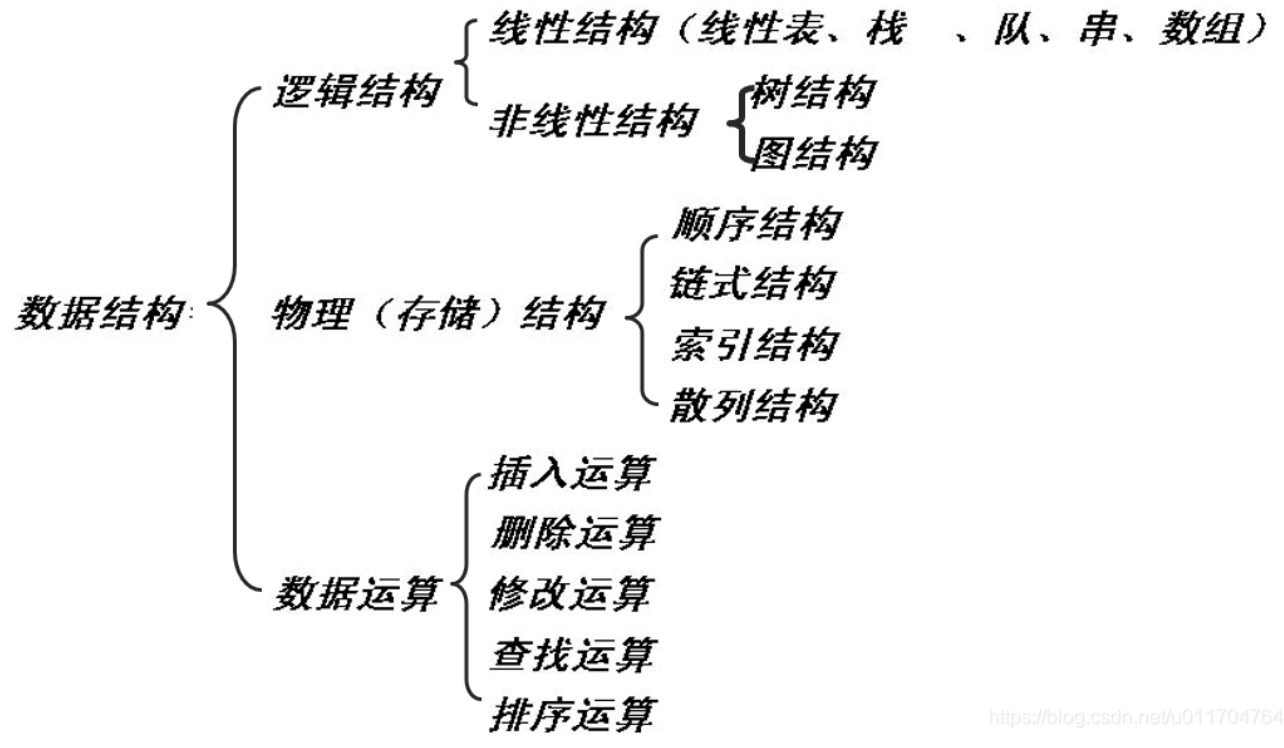 数据结构:
逻辑结构
线性结构（线性表、栈 、队、串、数组）
非线性结构
树结构
图结构
物理（存储）结构
顺序结构
链式结构
索引结构
散列结构
数据运算
插入运算
删除运算
修改运算
查找运算
排序运算
https://blog.csdn.net/u011704764